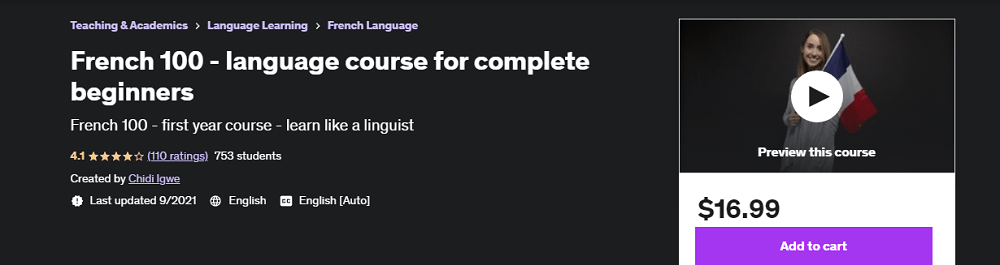 Teaching & Academics > Language Learning > French Language
French 100 - language course for complete
beginners
French 100 - first year course - learn like a linguist
4.1 (110 ratings) 753 students
Created by Chidi Igwe
Last updated 9/2021 English CC English [Auto]
Preview this course
$16.99
Add to cart